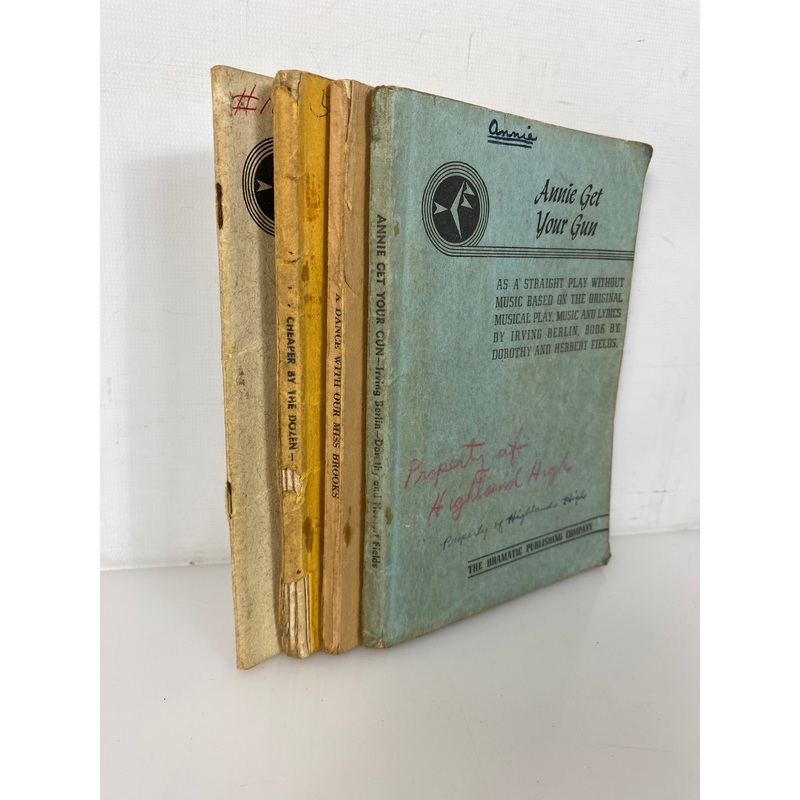 #1
CHEAPER BY THE DOZEN—
A DANCE WITH OUR MISS BROOKS
ANNIE GET YOUR GUN—Irving Berlin—Dorothy and Herbert Fields
Annie
Annie Get
Your Gun
AS A STRAIGHT PLAY WITHOUT
MUSIC BASED ON THE ORIGINAL
MUSICAL PLAY. MUSIC AND LYRICS
BY IRVING BERLIN, BOOK BY
DOROTHY AND HERBERT FIELDS.
Property of
Highland High
Property of Highlands High
THE DRAMATIC PUBLISHING COMPANY